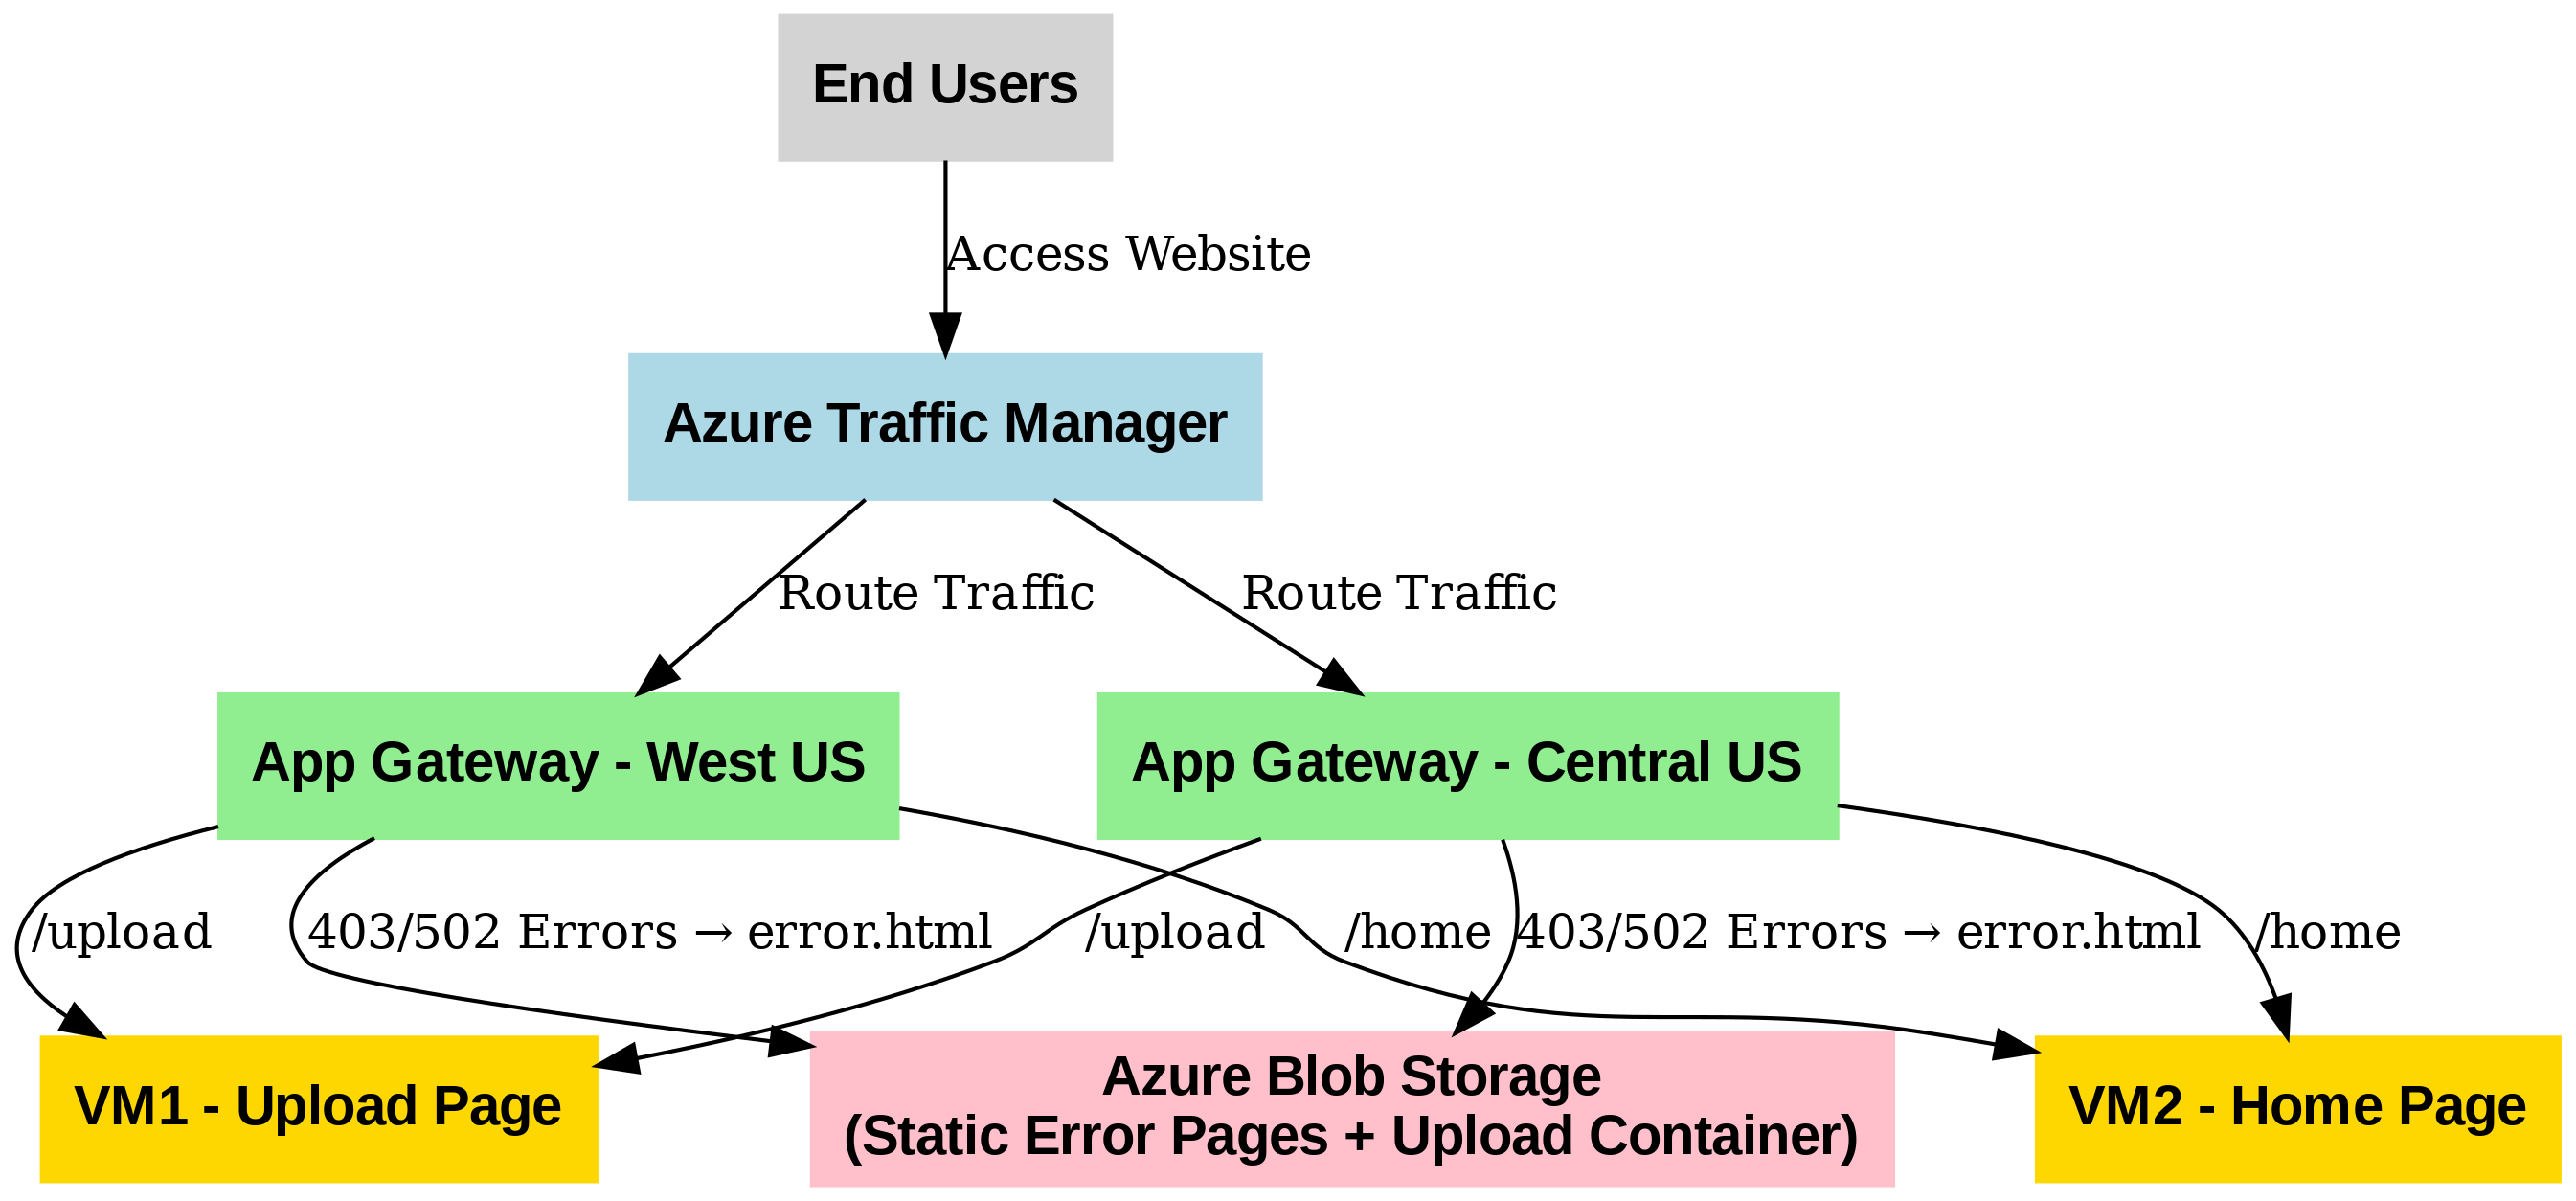 End Users
Access Website
Azure Traffic Manager
Route Traffic
Route Traffic
App Gateway - West US
App Gateway - Central US
/upload
403/502 Errors → error.html
/upload
/home
403/502 Errors → error.html
/home
VM1 - Upload Page
Azure Blob Storage
(Static Error Pages + Upload Container)
VM2 - Home Page